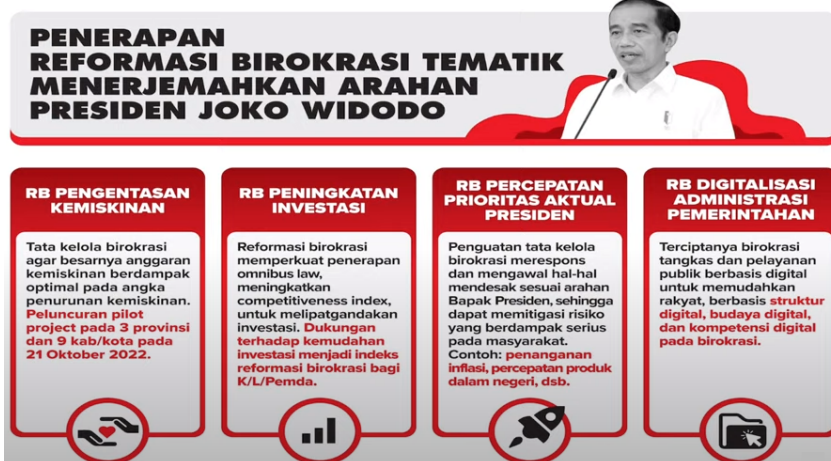 PENERAPAN
REFORMASI BIROKRASI TEMATIK
MENERJEMAHKAN ARAHAN
PRESIDEN JOKO WIDODO
RB PENGENTASAN
KEMISKINAN
Tata kelola birokrasi
agar besarnya anggaran
kemiskinan berdampak
optimal pada angka
penurunan kemiskinan.
Peluncuran pilot
project pada 3 provinsi
dan 9 kab/kota pada
21 Oktober 2022.
RB PENINGKATAN
INVESTASI
Reformasi birokrasi
memperkuat penerapan
omnibus law,
meningkatkan
competitiveness index,
untuk melipatgandakan
investasi. Dukungan
terhadap kemudahan
investasi menjadi indeks
reformasi birokrasi bagi
K/L/Pemda.
RB PERCEPATAN
PRIORITAS AKTUAL
PRESIDEN
Penguatan tata kelola
birokrasi merespons
dan mengawal hal-hal
mendesak sesuai arahan
Bapak Presiden, sehingga
dapat memitigasi risiko
yang berdampak serius
pada masyarakat.
Contoh: penanganan
inflasi, percepatan produk
dalam negeri, dsb.
RB DIGITALISASI
ADMINISTRASI
PEMERINTAHAN
Terciptanya birokrasi
tangkas dan pelayanan
publik berbasis digital
untuk memudahkan
rakyat, berbasis struktur
digital, budaya digital,
dan kompetensi digital
pada birokrasi.